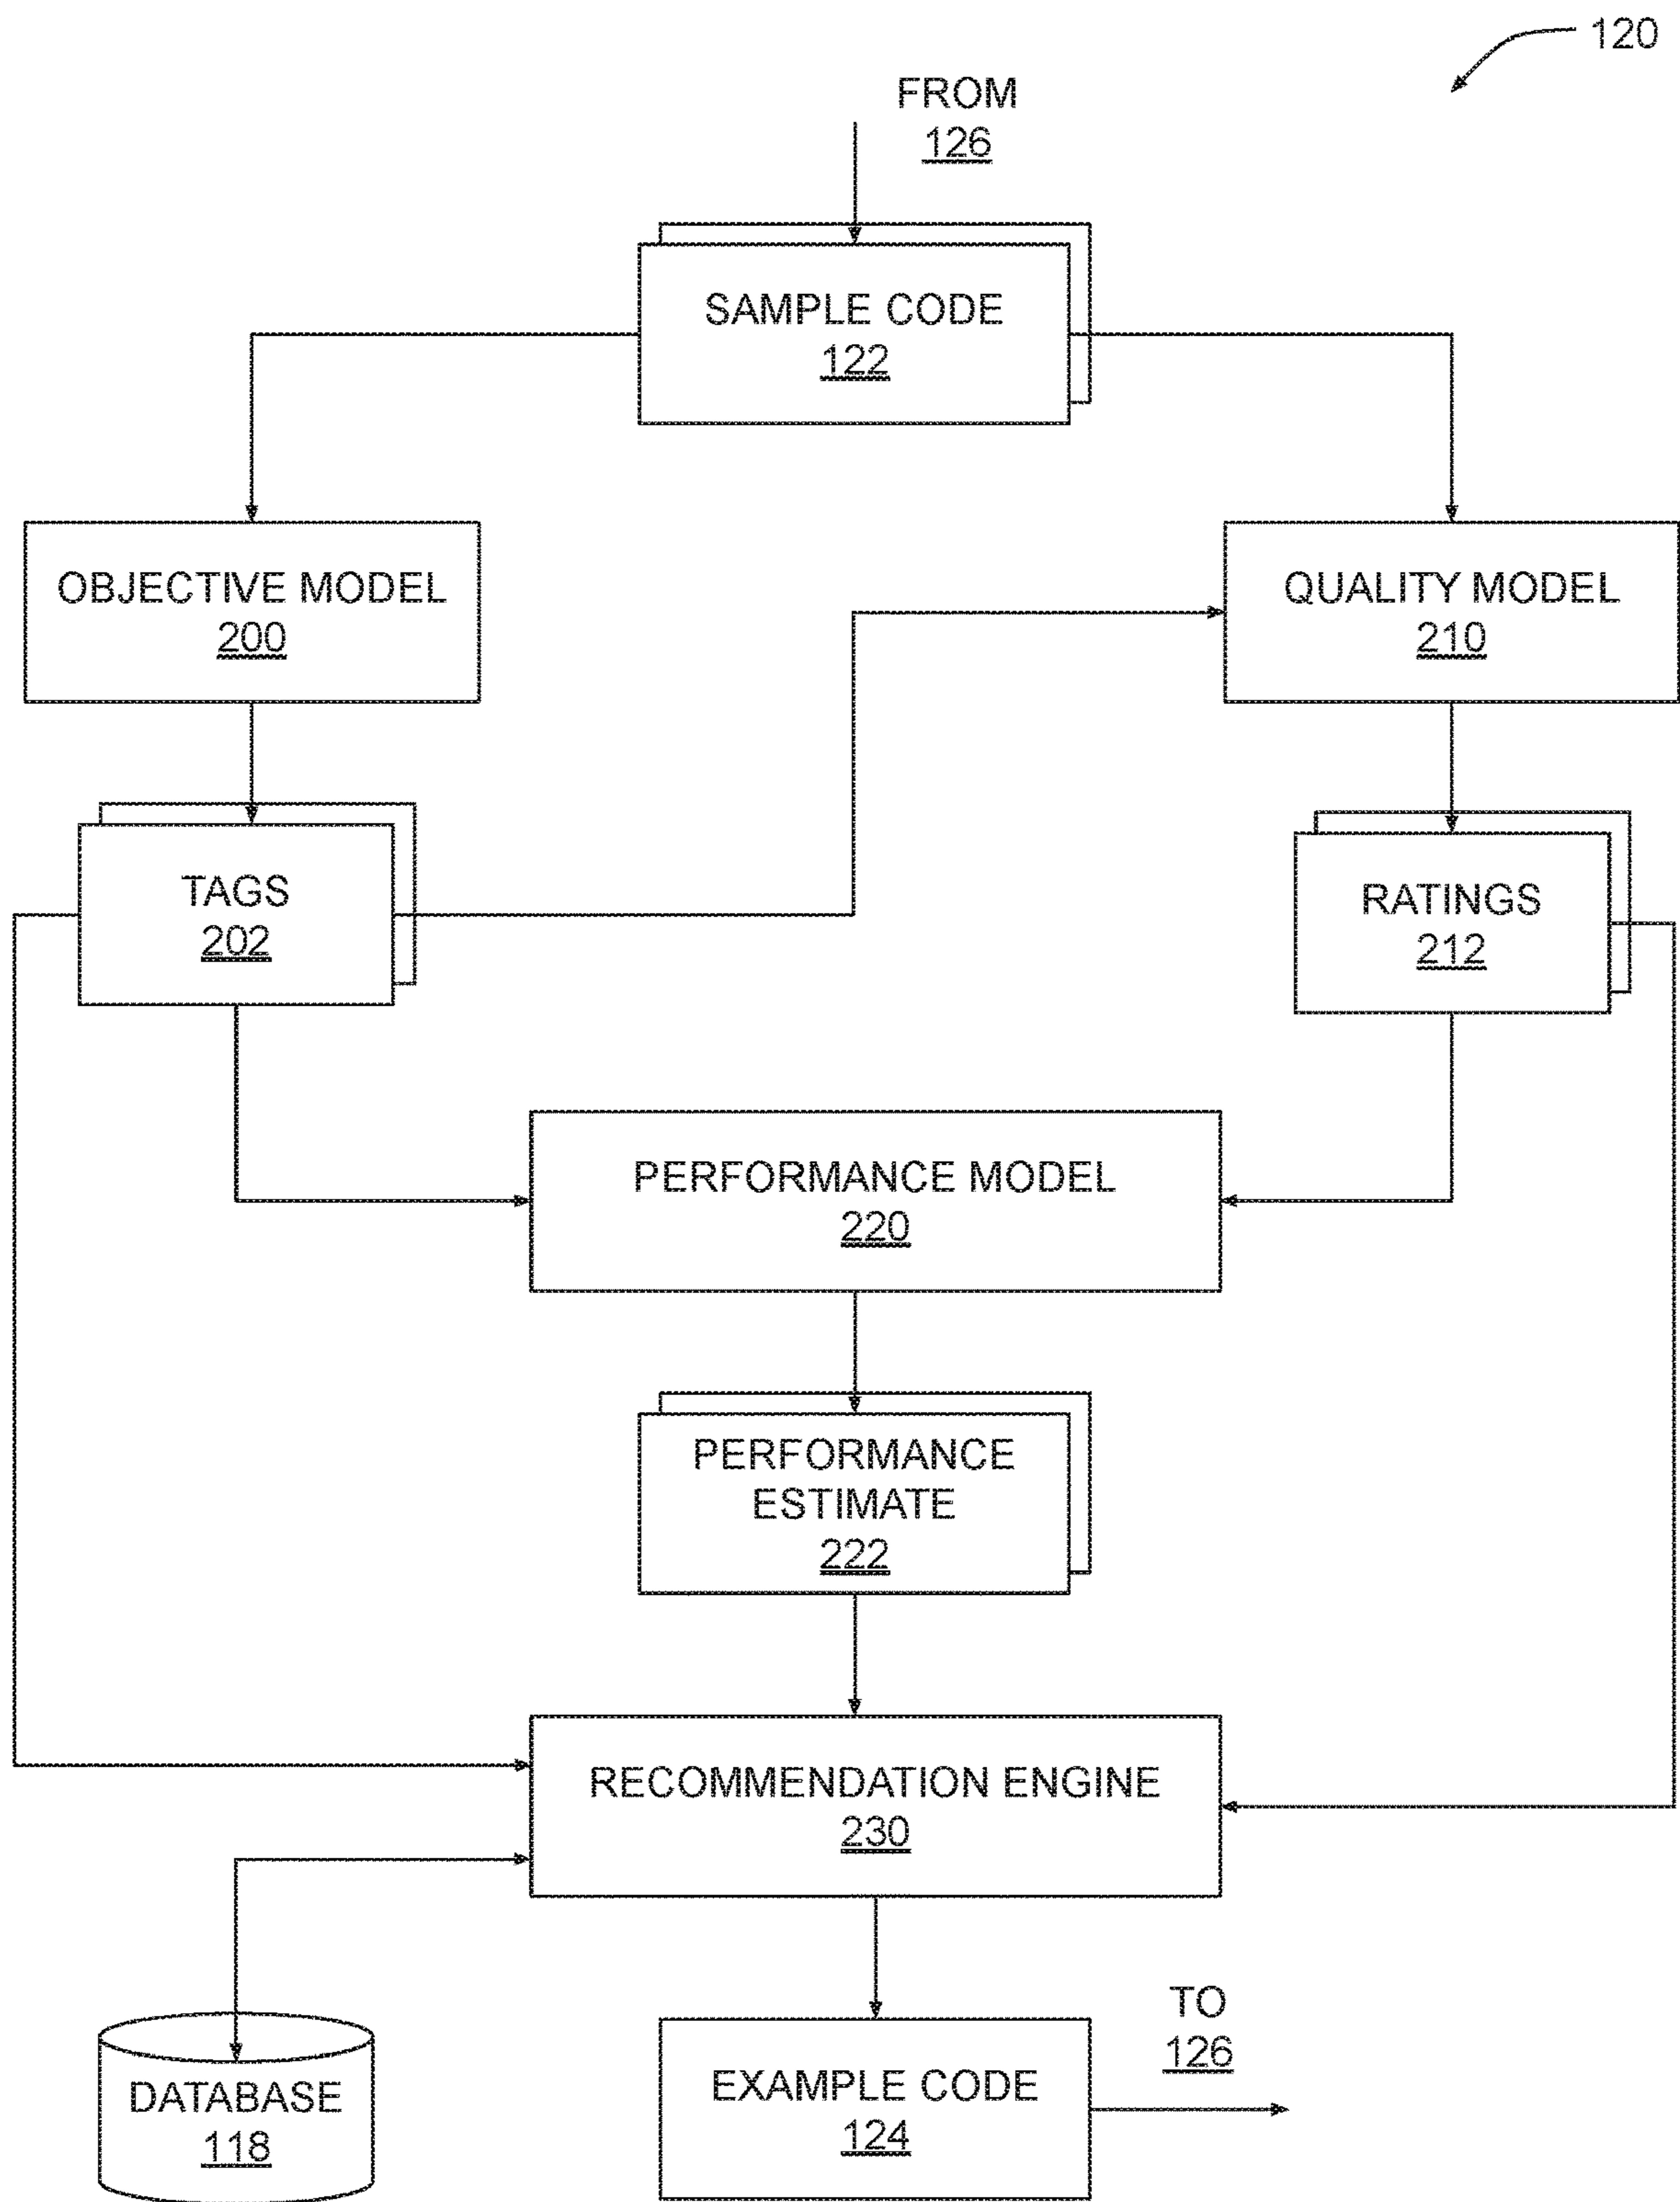 120
FROM
126
SAMPLE CODE
122
OBJECTIVE MODEL
200
QUALITY MODEL
210
TAGS
202
RATINGS
212
PERFORMANCE MODEL
220
PERFORMANCE
ESTIMATE
222
RECOMMENDATION ENGINE
230
TO
126
DATABASE
118
EXAMPLE CODE
124